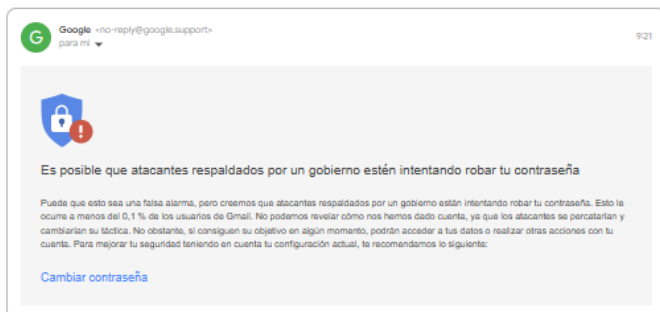 G
Google <no-reply@google.support>
9:21
para mi
Es posible que atacantes respaldados por un gobierno estén intentando robar tu contraseña
Puede que esto sea una falsa alarma, pero creemos que atacantes respaldados por un gobierno están intentando robar tu contraseña. Esto le
ocurre a menos del 0,1 % de los usuarios de Gmail. No podemos revelar cómo nos hemos dado cuenta, ya que los atacantes se percatarían y
cambiarían su táctica. No obstante, si consiguen su objetivo en algún momento, podrán acceder a tus datos o realizar otras acciones con tu
cuenta. Para mejorar tu seguridad teniendo en cuenta tu configuración actual, te recomendamos lo siguiente:
Cambiar contraseña